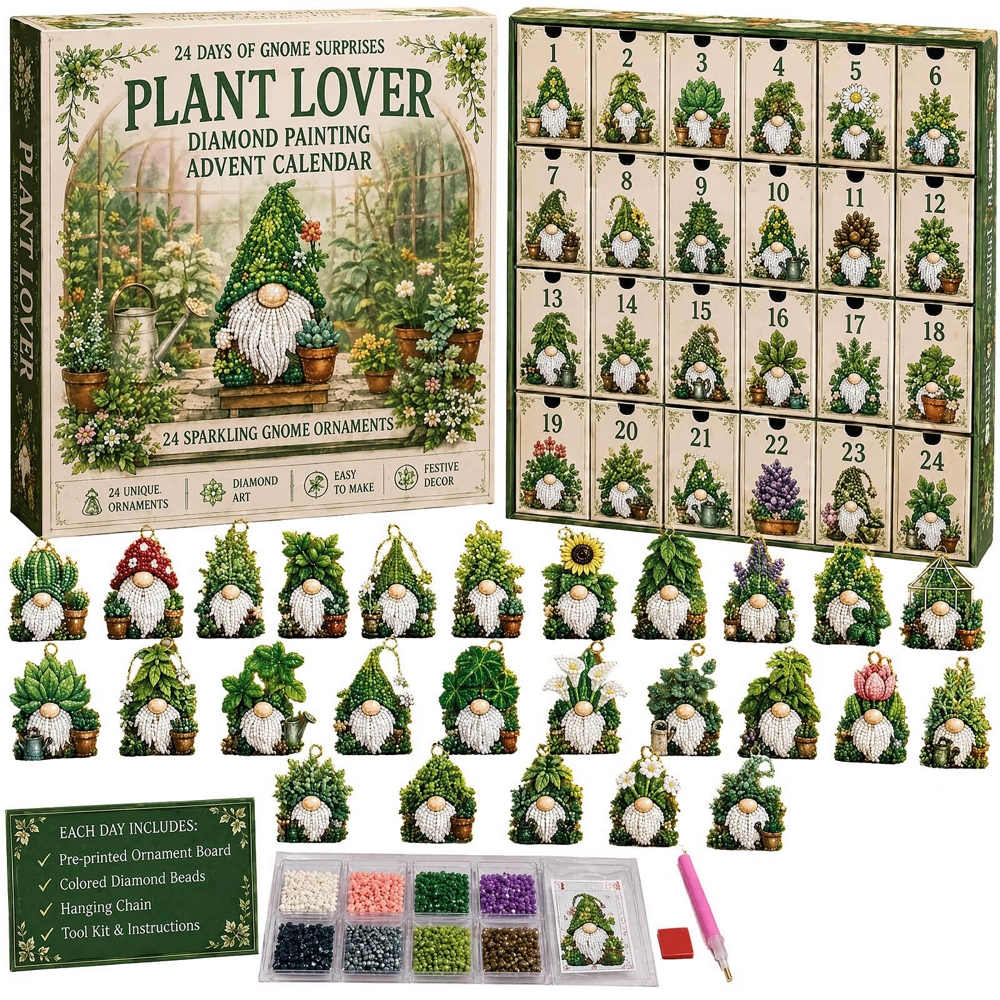 24 DAYS OF GNOME SURPRISES
PLANT LOVER
DIAMOND PAINTING
ADVENT CALENDAR
24 SPARKLING GNOME ORNAMENTS
24 UNIQUE
ORNAMENTS
DIAMOND
ART
EASY
TO MAKE
FESTIVE
DECOR
PLANT LOVER
1 2 3 4 5 6
7 8 9 10 11 12
13 14 15 16 17 18
19 20 21 22 23 24
EACH DAY INCLUDES:
✓ Pre-printed Ornament Board
✓ Colored Diamond Beads
✓ Hanging Chain
✓ Tool Kit & Instructions